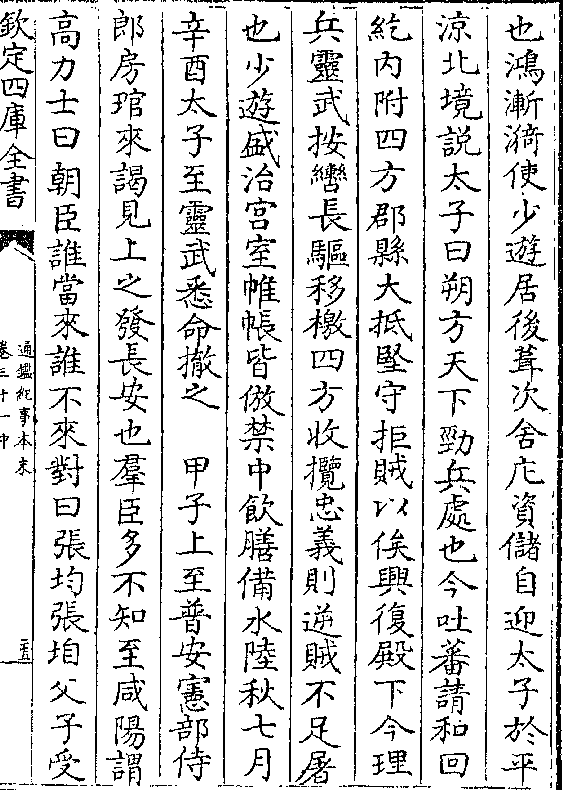 也鴻漸漪使少遊居後葺次舍庀資儲自迎太子於平
涼北境説太子曰朔方天下勁兵處也今吐蕃請和回
紇内附四方郡縣大抵堅守拒賊以俟興復殿下今理
兵靈武按轡長驅移檄四方收攬忠義則逆賊不足屠
也少遊盛治宫室帷帳皆倣禁中飲膳備水陸秋七月
辛酉太子至靈武悉命撤之　甲子上至普安憲部侍
郎房琯來謁見上之發長安也羣臣多不知至咸陽謂
高力士曰朝臣誰當來誰不來對曰張均張垍父子受
欽定四庫全書
通鑑紀事本末
卷三十一中